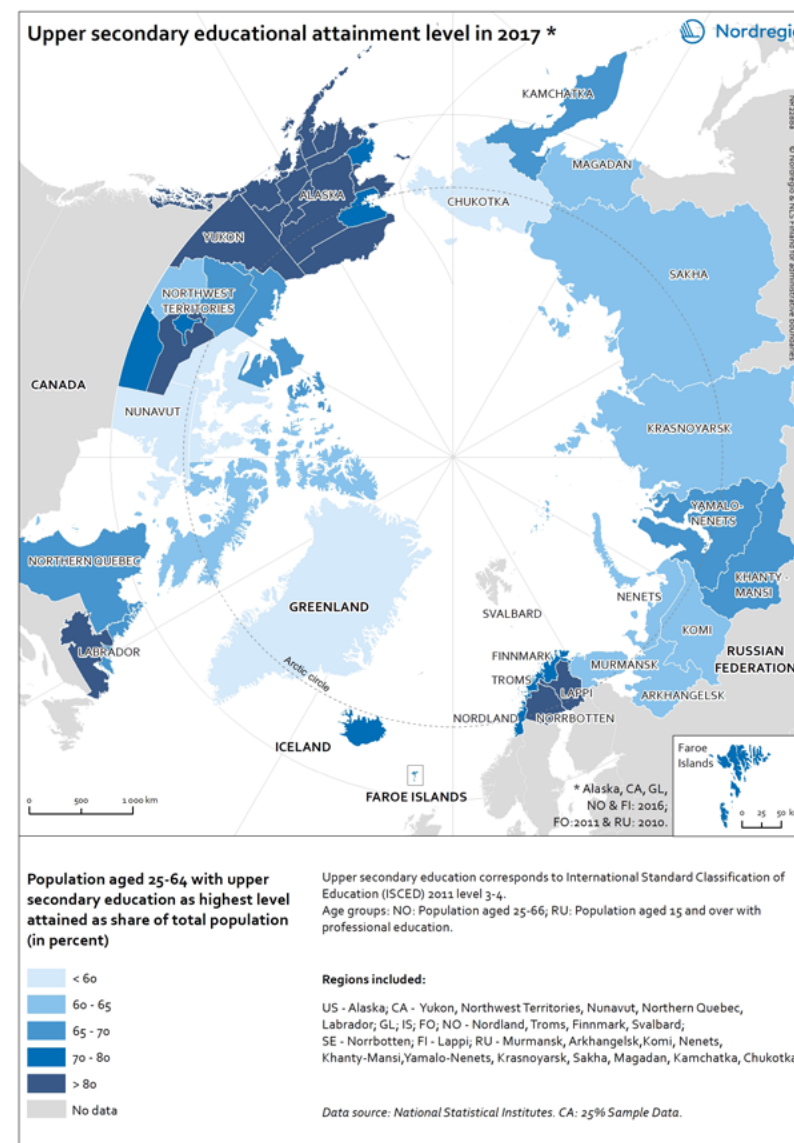 Upper secondary educational attainment level in 2017 *
Nordregio
KAMCHATKA
MAGADAN
CHUKOTKA
ALASKA
YUKON
SAKHA
NORTHWEST
TERRITORIES
CANADA
NUNAVUT
KRASNOYARSK
YAMALO-
NENETS
NORTHERN QUEBEC
KHANTY -
MANSI
NENETS
GREENLAND
SVALBARD
KOMI
LABRADOR
FINNMARK
RUSSIAN
FEDERATION
MURMANSK
TROMS
Arctic circle
LAPPI
ARKHANGELSK
NORDLAND
NORRBOTTEN
ICELAND
Faroe
Islands
FAROE ISLANDS
* Alaska, CA, GL,
NO & FI: 2016;
FO:2011 & RU: 2010.
0 500 1 000 km
0 25 50 k
Population aged 25-64 with upper
secondary education as highest level
attained as share of total population
(in percent)
< 60
60 - 65
65 - 70
70 - 80
> 80
No data
Upper secondary education corresponds to International Standard Classification of
Education (ISCED) 2011 level 3-4.
Age groups: NO: Population aged 25-66; RU: Population aged 15 and over with
professional education.
Regions included:
US - Alaska; CA - Yukon, Northwest Territories, Nunavut, Northern Quebec,
Labrador; GL; IS; FO; NO - Nordland, Troms, Finnmark, Svalbard;
SE - Norrbotten; FI - Lappi; RU - Murmansk, Arkhangelsk,Komi, Nenets,
Khanty-Mansi,Yamalo-Nenets, Krasnoyarsk, Sakha, Magadan, Kamchatka, Chukotka
Data source: National Statistical Institutes. CA: 25% Sample Data.